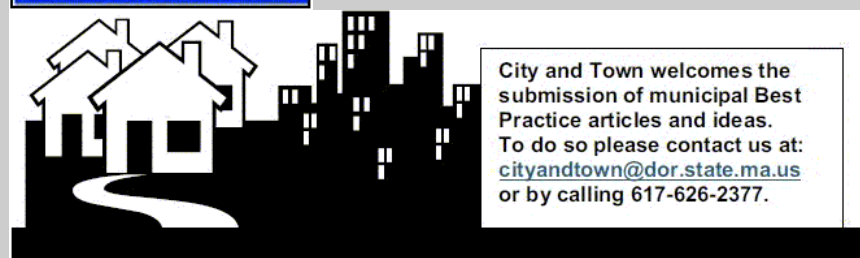 City and Town welcomes the
submission of municipal Best
Practice articles and ideas.
To do so please contact us at:
cityandtown@dor.state.ma.us
or by calling 617-626-2377.